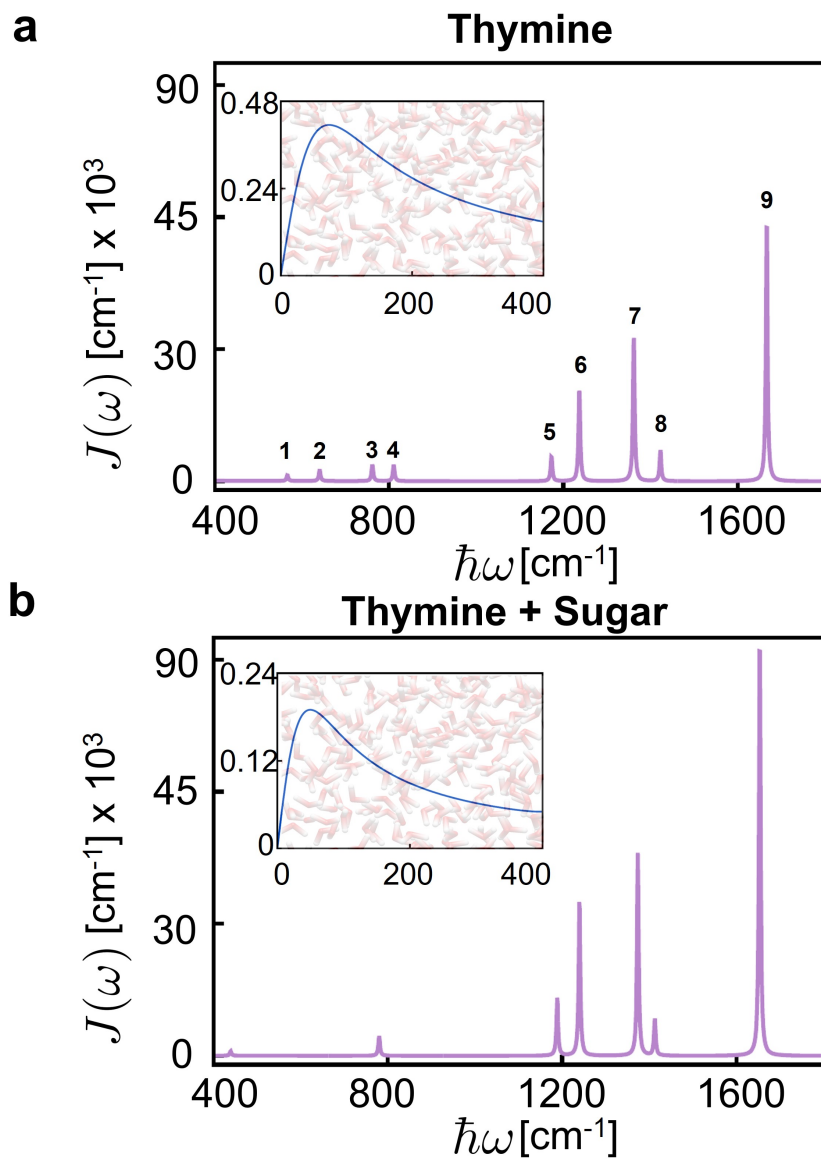 a
Thymine
J(ω) [cm⁻¹] x 10³
90
45
30
0
0.48
0.24
0
0 200 400
1 2 3 4 5 6 7 8 9
400 800 1200 1600
ħω [cm⁻¹]
b
Thymine + Sugar
J(ω) [cm⁻¹] x 10³
90
45
30
0
0.24
0.12
0
0 200 400
400 800 1200 1600
ħω [cm⁻¹]